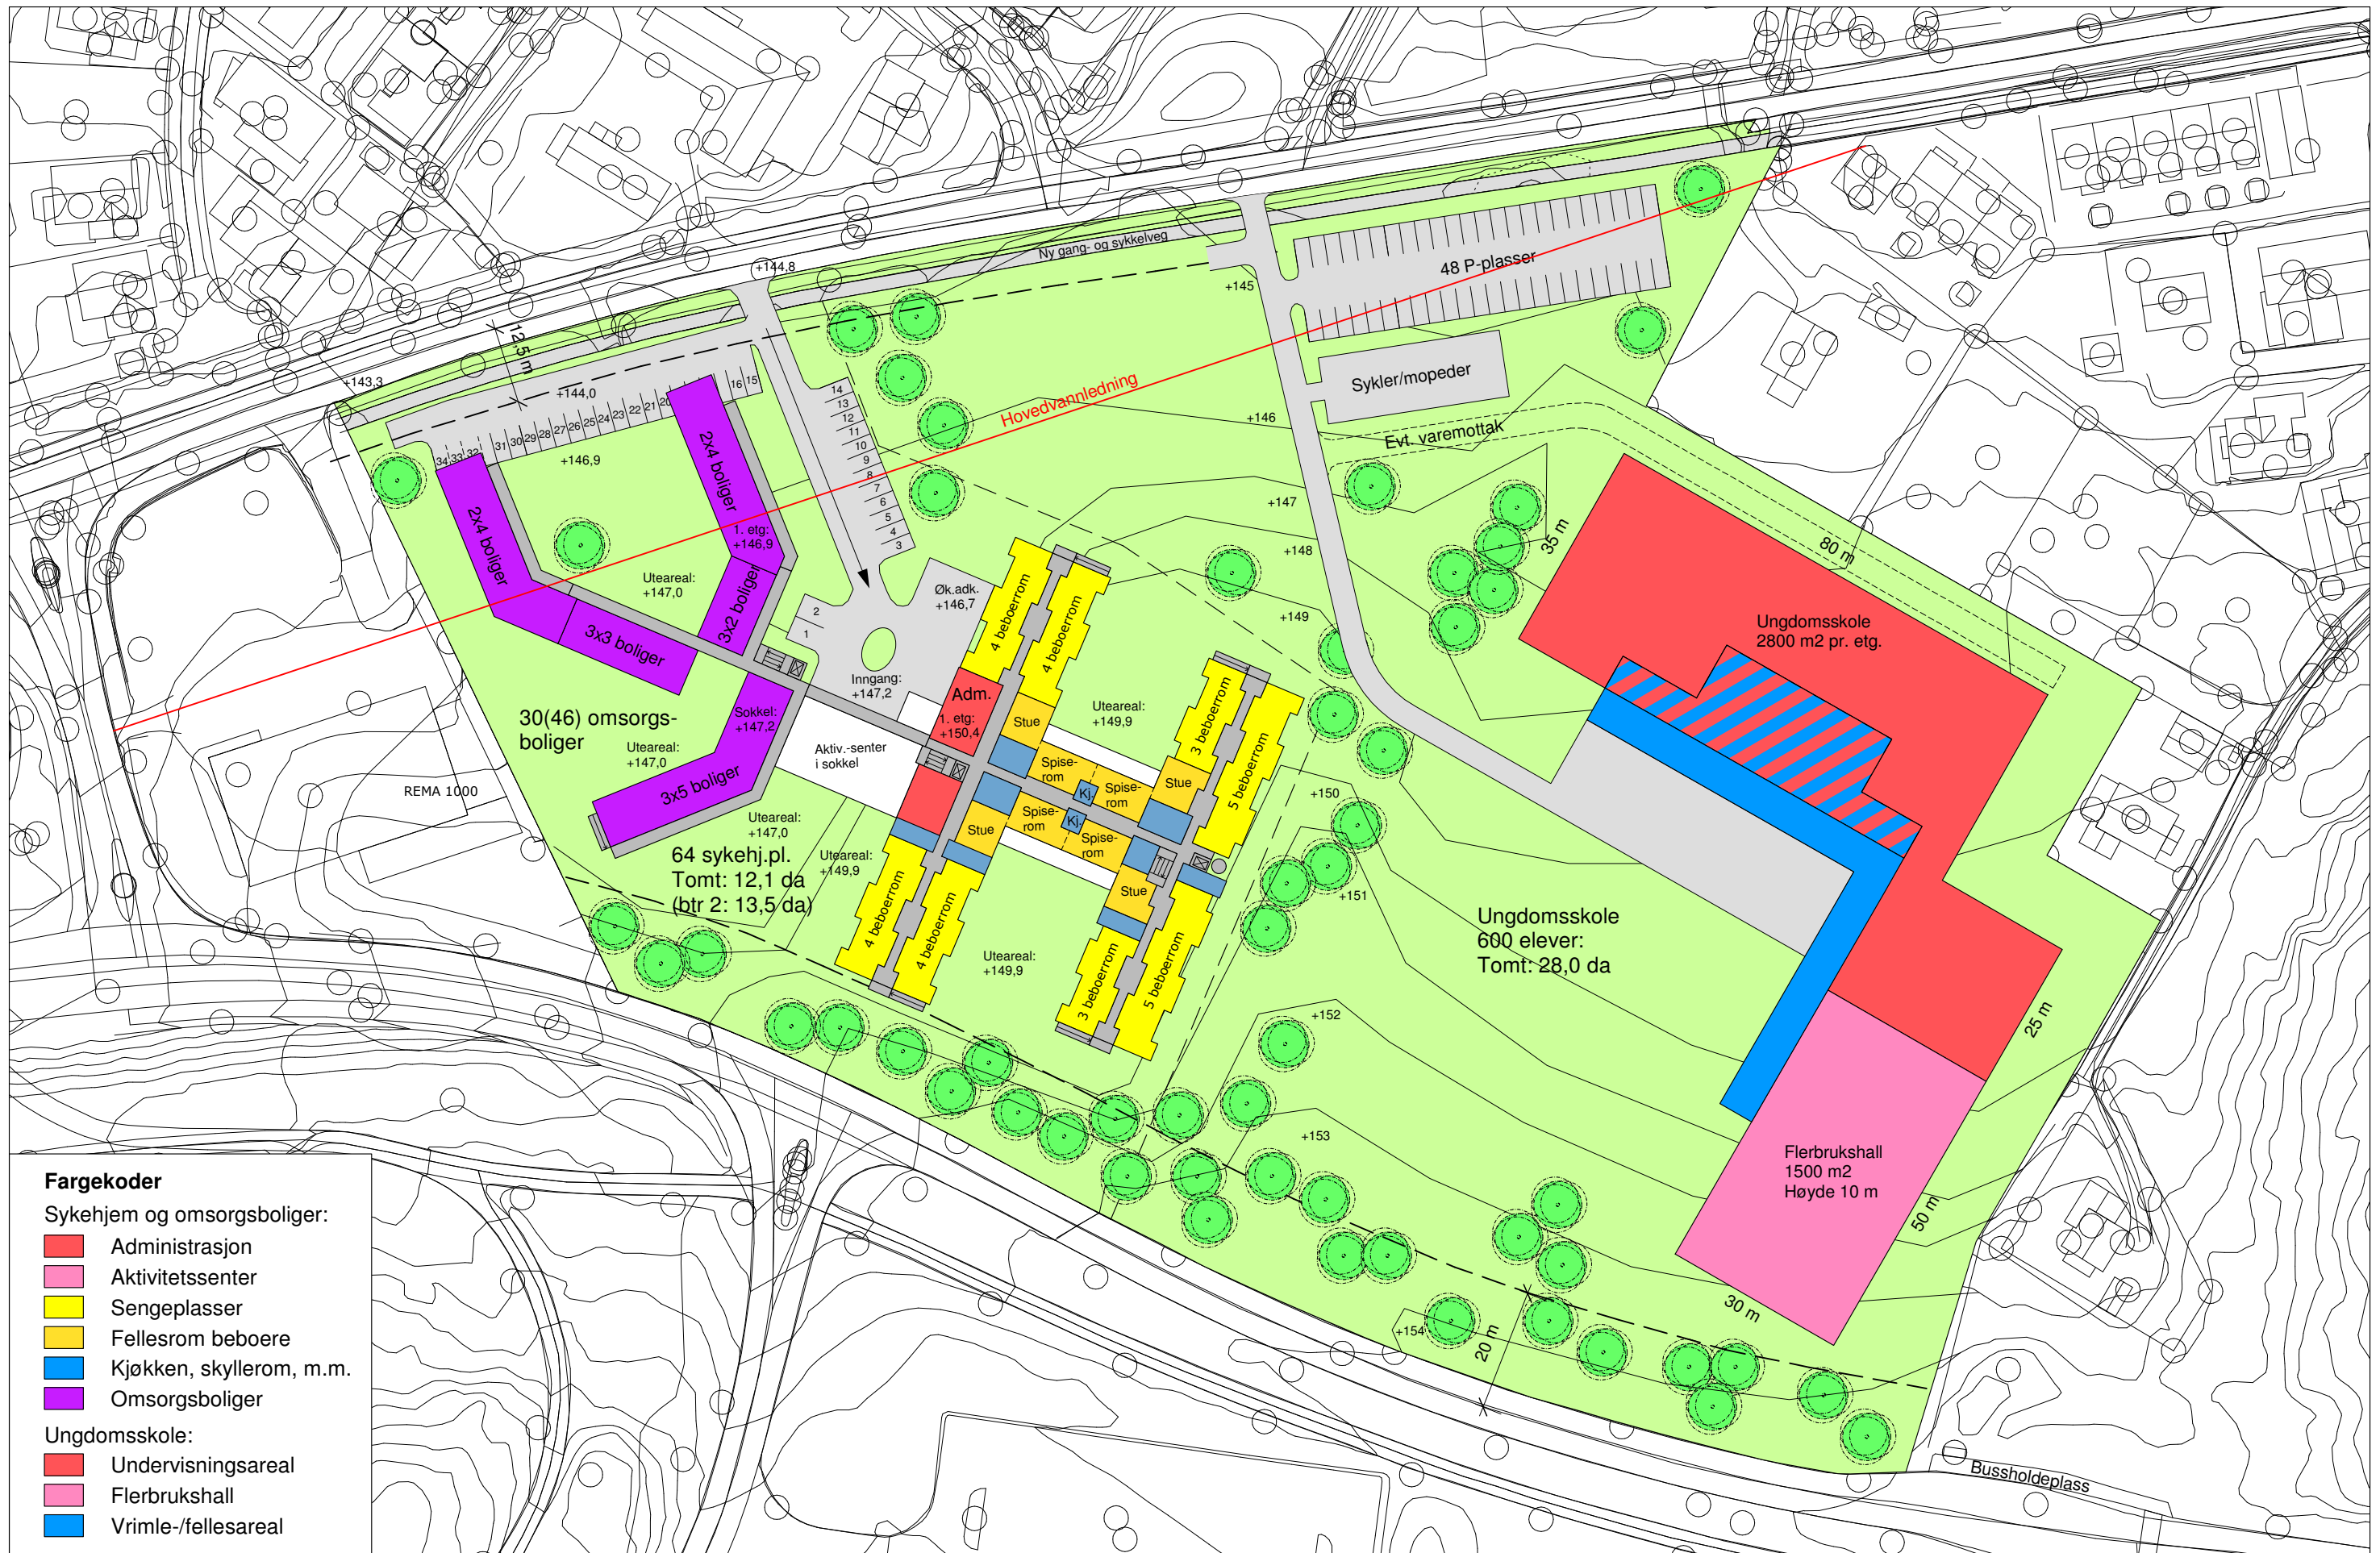 +144,8
Ny gang- og sykkelveg
+145
48 P-plasser
+143,3
12,5 m
+144,0
16 15
34 33 32 31 30 29 28 27 26 25 24 23 22 21 20
+146,9
14
13
12
11
10
9
8
7
6
5
4
3
2
1
Hovedvannledning
Sykler/mopeder
+146
Evt. varemottak
+147
+148
+149
2x4 boliger
2x4 boliger
1. etg:
+146,9
Uteareal:
+147,0
3x3 boliger
3x2 boliger
Øk.adk.
+146,7
Inngang:
+147,2
30(46) omsorgs-
boliger
Uteareal:
+147,0
Sokkel:
+147,2
3x5 boliger
Aktiv.-senter
i sokkel
REMA 1000
Uteareal:
+147,0
64 sykehj.pl.
Tomt: 12,1 da
(btr 2: 13,5 da)
Uteareal:
+149,9
4 beboerrom
4 beboerrom
Adm.
1. etg:
+150,4
Stue
Uteareal:
+149,9
3 beboerrom
5 beboerrom
Spise-
rom
Kj.
Spise-
rom
Stue
Stue
Spise-
rom
Kj.
Spise-
rom
Stue
4 beboerrom
4 beboerrom
Uteareal:
+149,9
3 beboerrom
5 beboerrom
+150
+151
+152
+153
+154
35 m
80 m
Ungdomsskole
2800 m2 pr. etg.
Ungdomsskole
600 elever:
Tomt: 28,0 da
25 m
Flerbrukshall
1500 m2
Høyde 10 m
50 m
30 m
20 m
Bussholdeplass
Fargekoder
Sykehjem og omsorgsboliger:
Administrasjon
Aktivitetssenter
Sengeplasser
Fellesrom beboere
Kjøkken, skyllerom, m.m.
Omsorgsboliger
Ungdomsskole:
Undervisningsareal
Flerbrukshall
Vrimle-/fellesareal